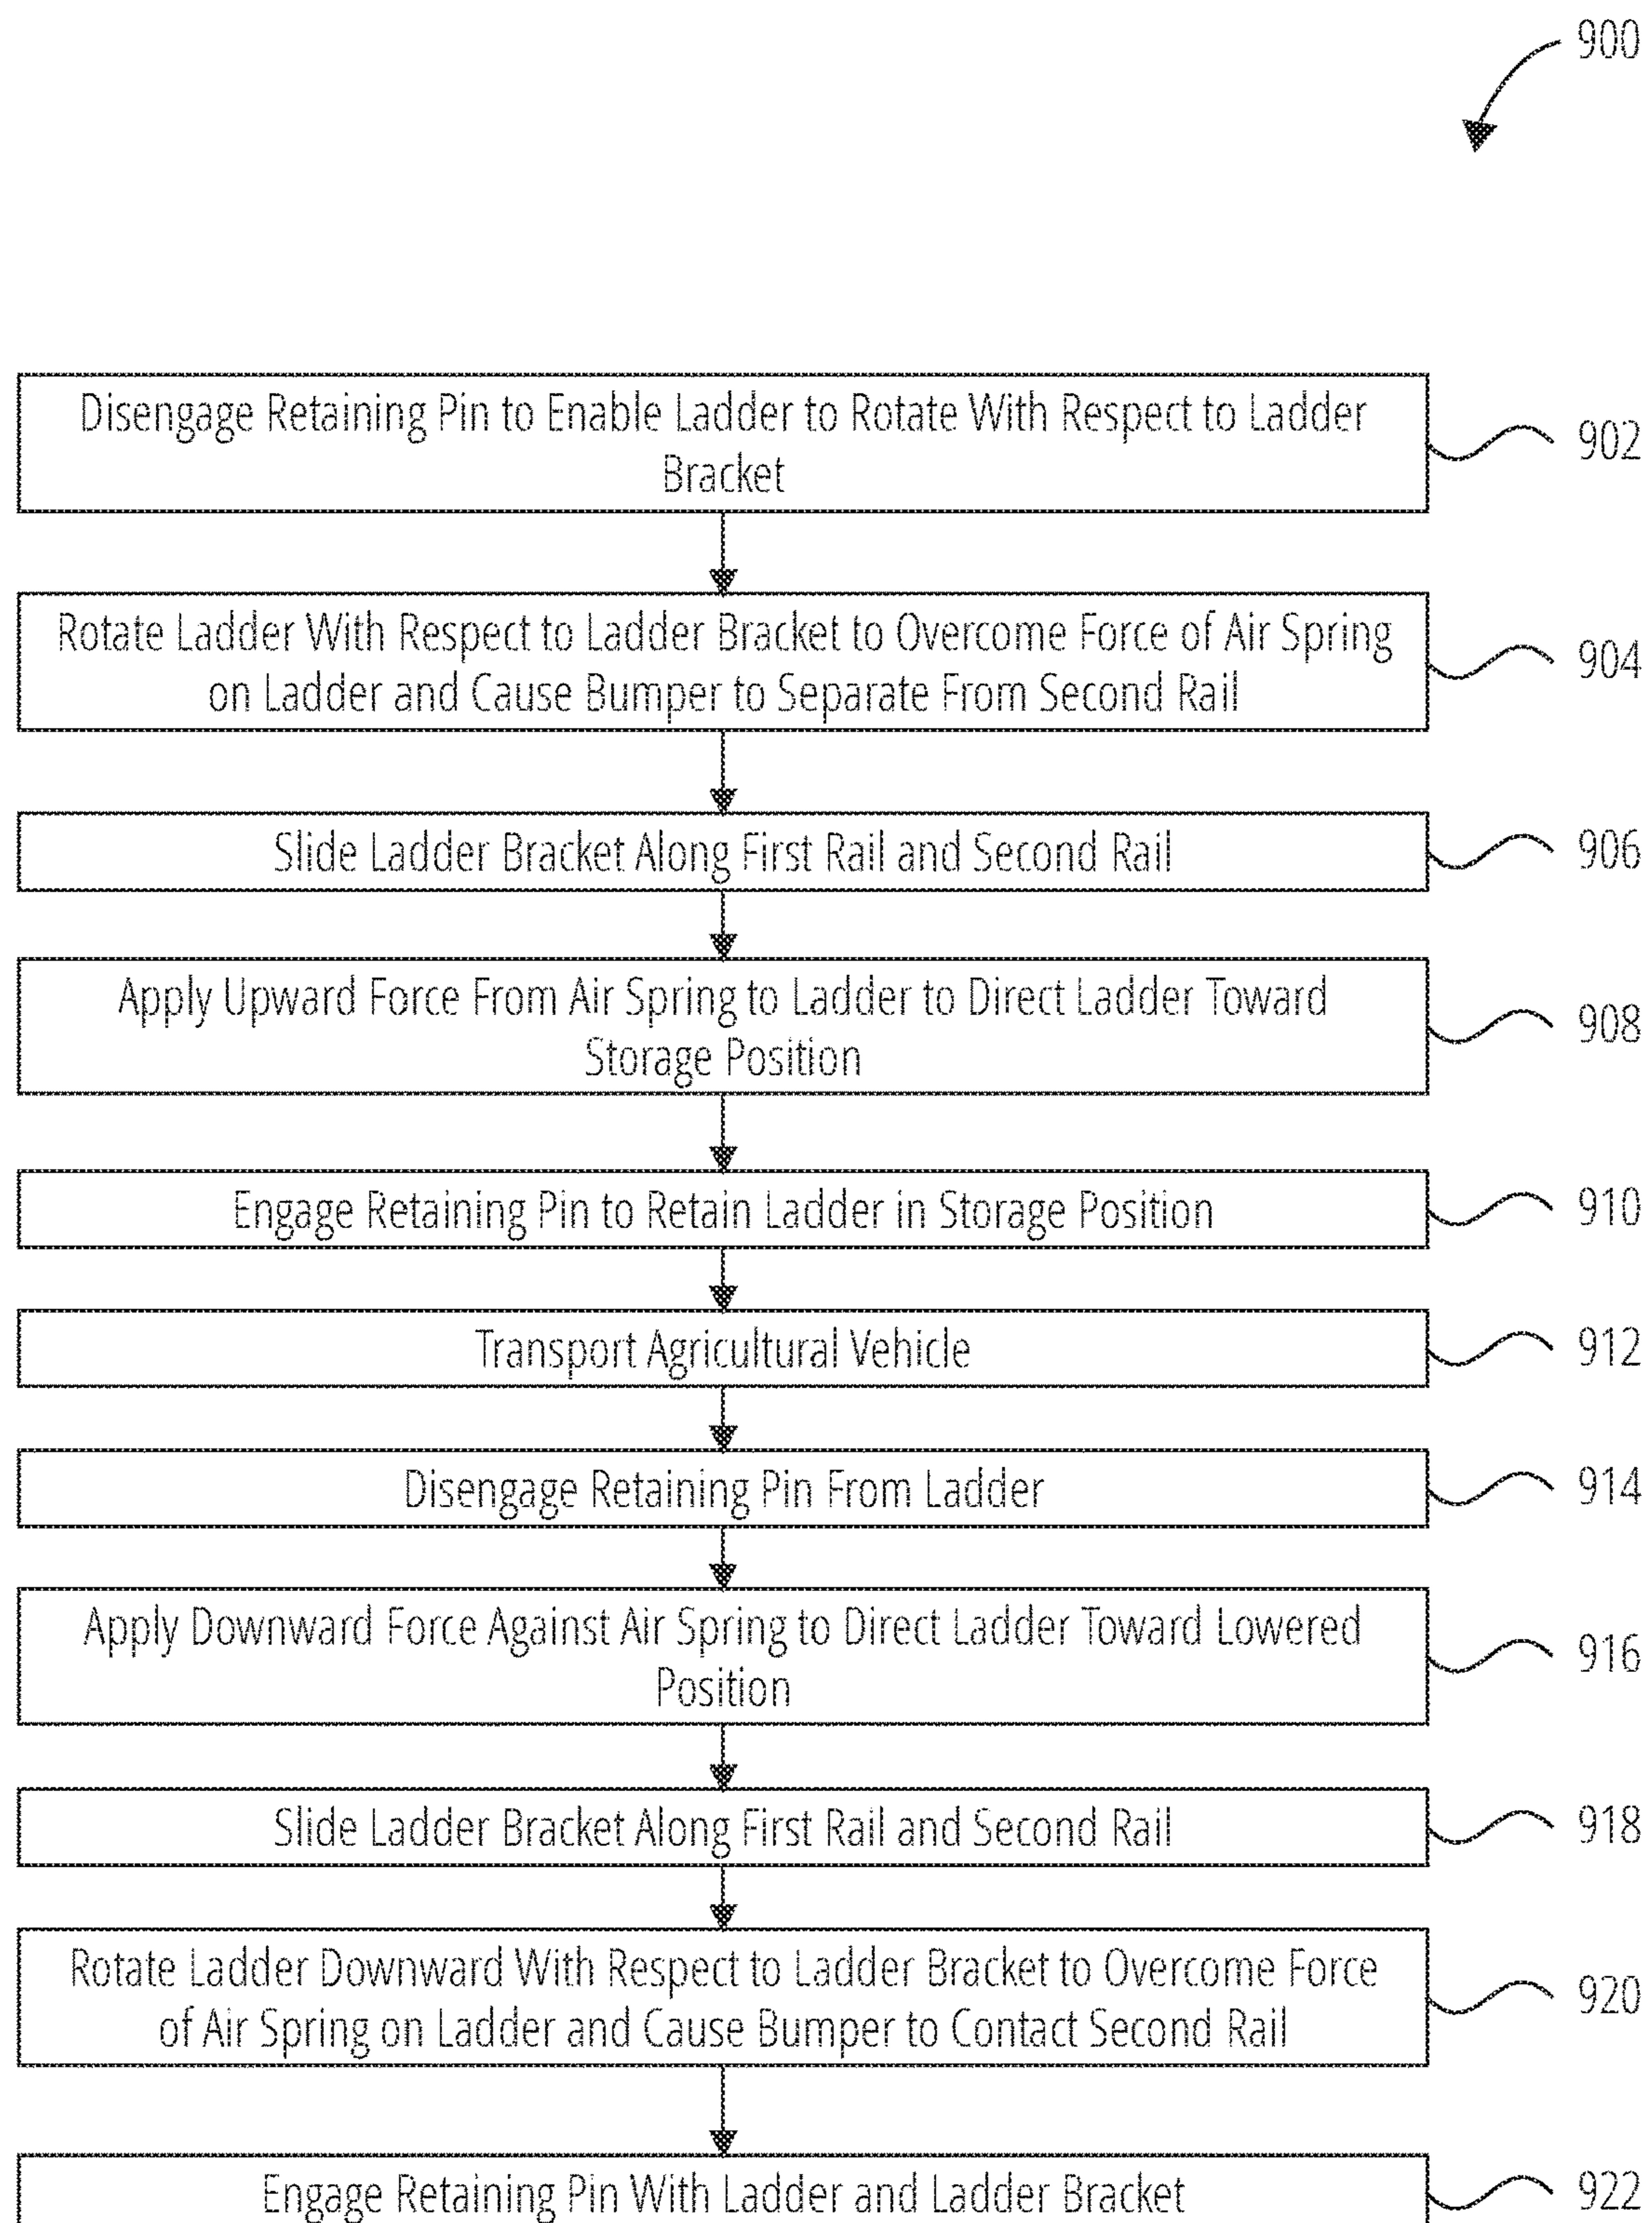 900
Disengage Retaining Pin to Enable Ladder to Rotate With Respect to Ladder
Bracket
902
Rotate Ladder With Respect to Ladder Bracket to Overcome Force of Air Spring
on Ladder and Cause Bumper to Separate From Second Rail
904
Slide Ladder Bracket Along First Rail and Second Rail
906
Apply Upward Force From Air Spring to Ladder to Direct Ladder Toward
Storage Position
908
Engage Retaining Pin to Retain Ladder in Storage Position
910
Transport Agricultural Vehicle
912
Disengage Retaining Pin From Ladder
914
Apply Downward Force Against Air Spring to Direct Ladder Toward Lowered
Position
916
Slide Ladder Bracket Along First Rail and Second Rail
918
Rotate Ladder Downward With Respect to Ladder Bracket to Overcome Force
of Air Spring on Ladder and Cause Bumper to Contact Second Rail
920
Engage Retaining Pin With Ladder and Ladder Bracket
922